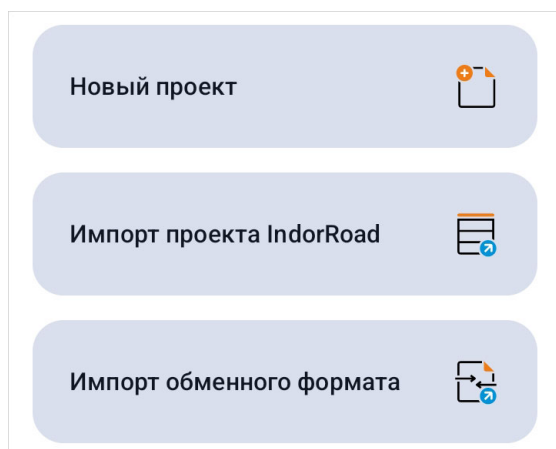 Новый проект
Импорт проекта IndorRoad
Импорт обменного формата